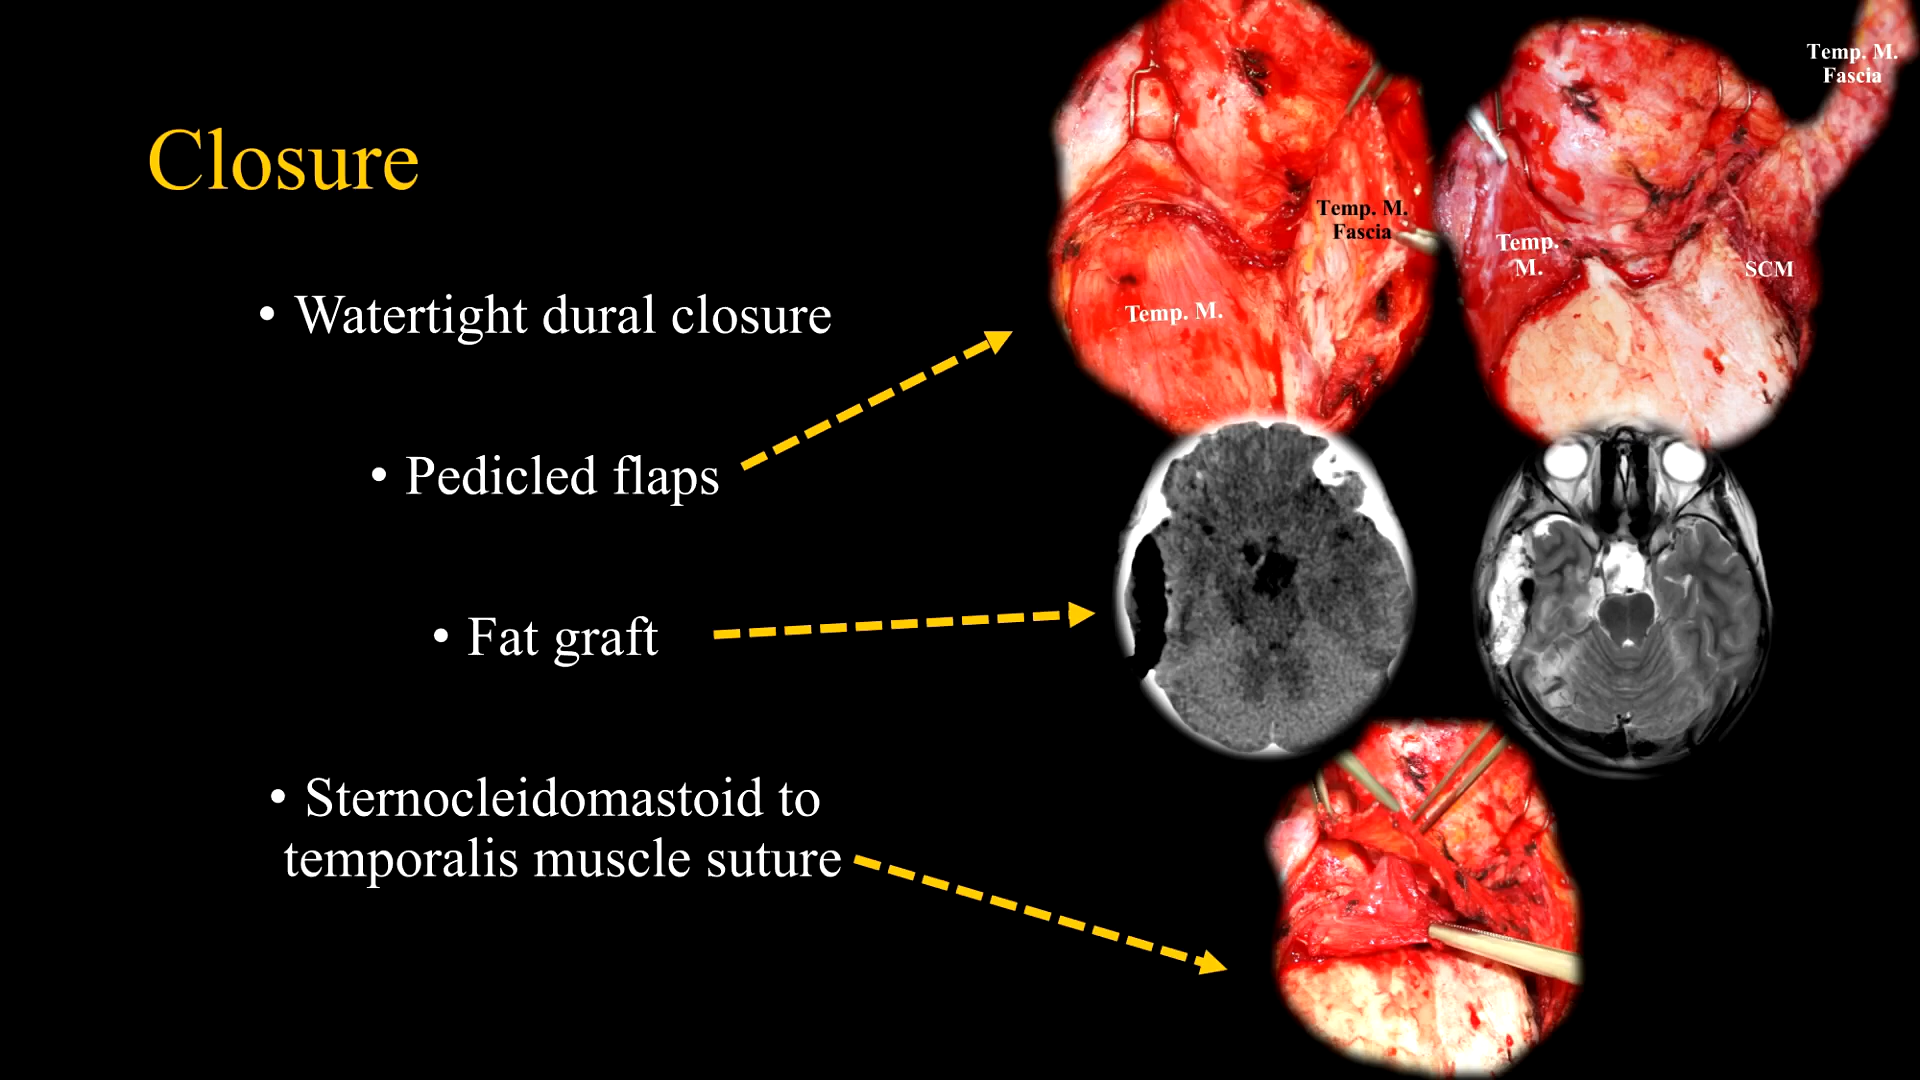 Closure
• Watertight dural closure
• Pedicled flaps
• Fat graft
• Sternocleidomastoid to
temporalis muscle suture
Temp. M.
Temp. M.
Fascia
Temp. M.
Fascia
Temp.
M.
SCM